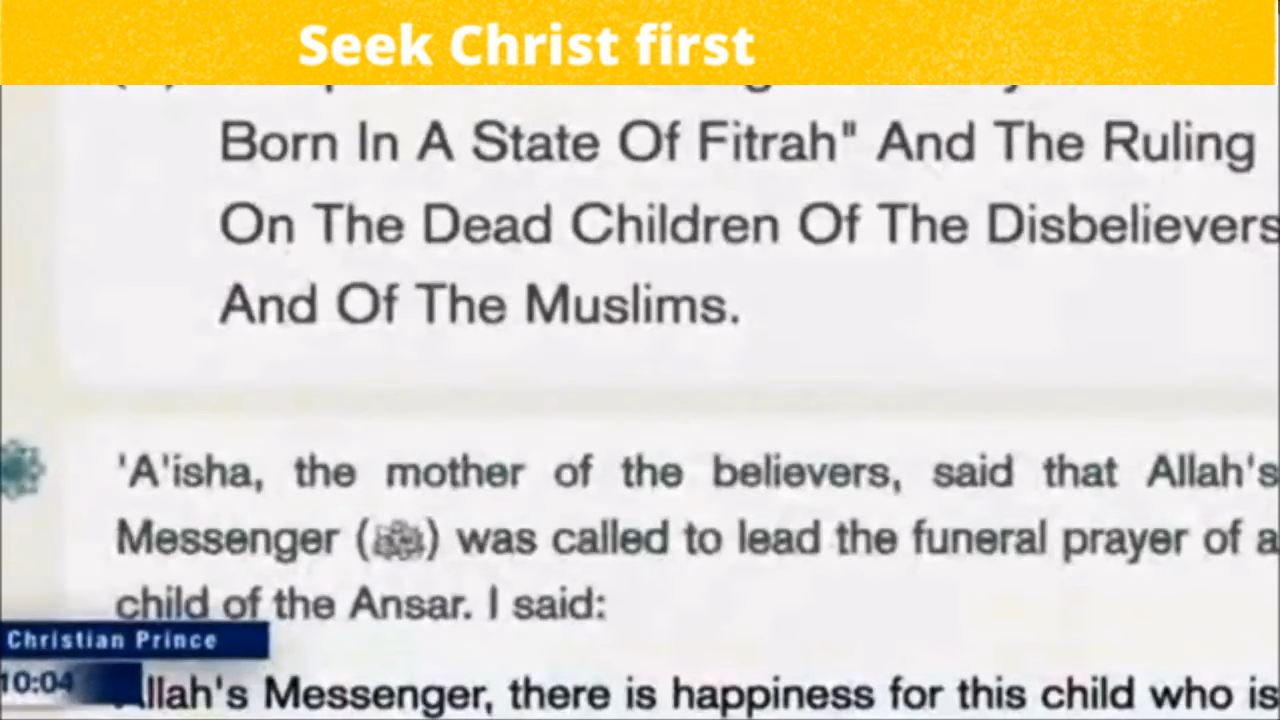 Seek Christ first
Born In A State Of Fitrah" And The Ruling
On The Dead Children Of The Disbelievers
And Of The Muslims.
'A'isha, the mother of the believers, said that Allah's
Messenger (ﷺ) was called to lead the funeral prayer of a
child of the Ansar. I said:
Christian Prince
10:04
llah's Messenger, there is happiness for this child who is